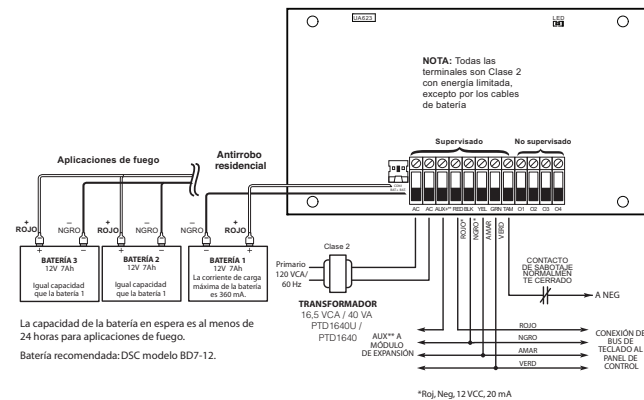 UA623
LED
NOTA: Todas las
terminales son Clase 2
con energía limitada,
excepto por los cables
de batería
Supervisado
No supervisado
AC AC AUX+** RED BLK YEL GRN TAM O1 O2 O3 O4
Aplicaciones de fuego
Antirrobo
residencial
+ ROJO
– NGRO
+ ROJO
– NGRO
– NGRO
+ ROJO
+ –
BATERÍA 3
12V 7Ah
Igual capacidad
que la batería 1
+ –
BATERÍA 2
12V 7Ah
Igual capacidad
que la batería 1
– +
BATERÍA 1
12V 7Ah
La corriente de carga
máxima de la batería
es 360 mA.
Clase 2
Primario
120 VCA/
60 Hz
TRANSFORMADOR
16,5 VCA / 40 VA
PTD1640U /
PTD1640
ROJO*
NGRO*
AMAR
VERD
CONTACTO
DE SABOTAJE
NORMALMEN
TE CERRADO
A NEG
AUX** A
MÓDULO
DE EXPANSIÓN
ROJO
NGRO
AMAR
VERD
CONEXIÓN DE
BUS DE
TECLADO AL
PANEL DE
CONTROL
La capacidad de la batería en espera es al menos de
24 horas para aplicaciones de fuego.
Batería recomendada: DSC modelo BD7-12.
*Roj, Neg, 12 VCC, 20 mA